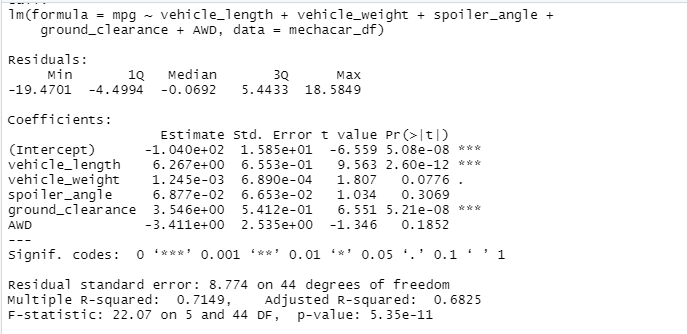 lm(formula = mpg ~ vehicle_length + vehicle_weight + spoiler_angle +
    ground_clearance + AWD, data = mechacar_df)
Residuals:
     Min       1Q   Median       3Q      Max
-19.4701  -4.4994  -0.0692   5.4433  18.5849
Coefficients:
                   Estimate Std. Error t value Pr(>|t|)
(Intercept)      -1.040e+02  1.585e+01  -6.559 5.08e-08 ***
vehicle_length    6.267e+00  6.553e-01   9.563 2.60e-12 ***
vehicle_weight    1.245e-03  6.890e-04   1.807   0.0776 .
spoiler_angle     6.877e-02  6.653e-02   1.034   0.3069
ground_clearance  3.546e+00  5.412e-01   6.551 5.21e-08 ***
AWD              -3.411e+00  2.535e+00  -1.346   0.1852
---
Signif. codes:  0 ‘***’ 0.001 ‘**’ 0.01 ‘*’ 0.05 ‘.’ 0.1 ‘ ’ 1
Residual standard error: 8.774 on 44 degrees of freedom
Multiple R-squared:  0.7149,	Adjusted R-squared:  0.6825
F-statistic: 22.07 on 5 and 44 DF,  p-value: 5.35e-11